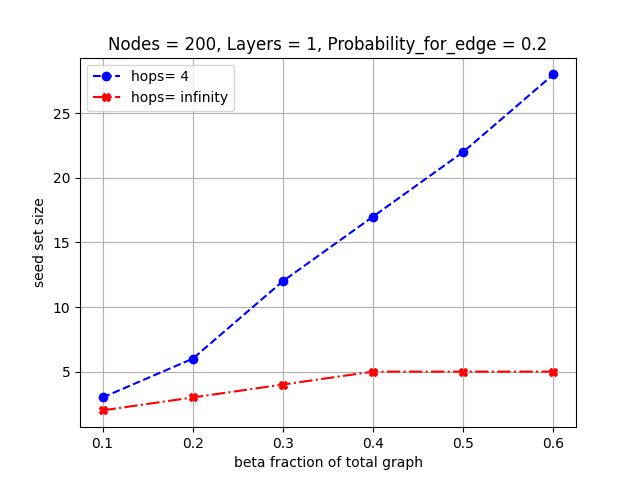 Nodes = 200, Layers = 1, Probability_for_edge = 0.2
hops= 4
hops= infinity
seed set size
25
20
15
10
5
0.1 0.2 0.3 0.4 0.5 0.6
beta fraction of total graph